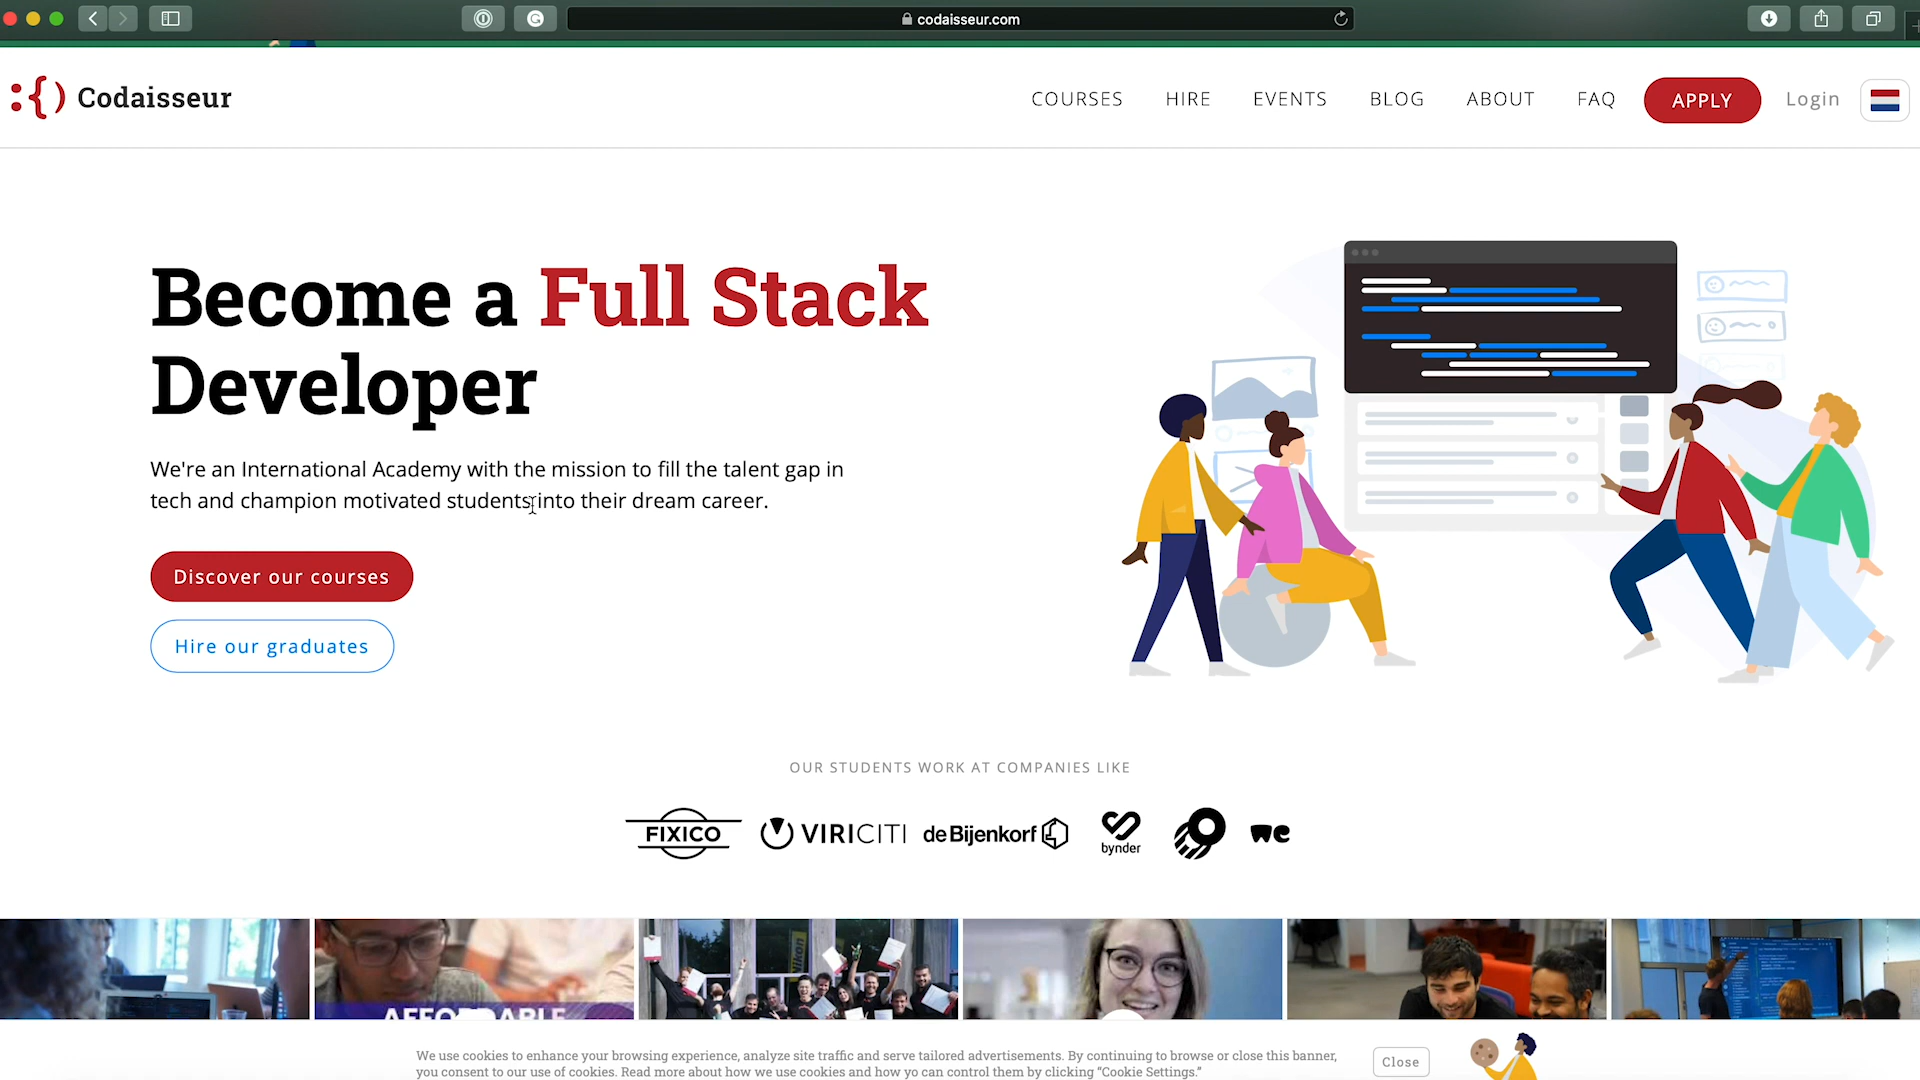 codaisseur.com
:{) Codaisseur
COURSES HIRE EVENTS BLOG ABOUT FAQ APPLY Login
Become a Full Stack
Developer
We're an International Academy with the mission to fill the talent gap in
tech and champion motivated students into their dream career.
Discover our courses
Hire our graduates
OUR STUDENTS WORK AT COMPANIES LIKE
FIXICO VIRICITI de Bijenkorf bynder we
AFFORDABLE
We use cookies to enhance your browsing experience, analyze site traffic and serve tailored advertisements. By continuing to browse or close this banner,
you consent to our use of cookies. Read more about how we use cookies and how yo can control them by clicking “Cookie Settings.”
Close